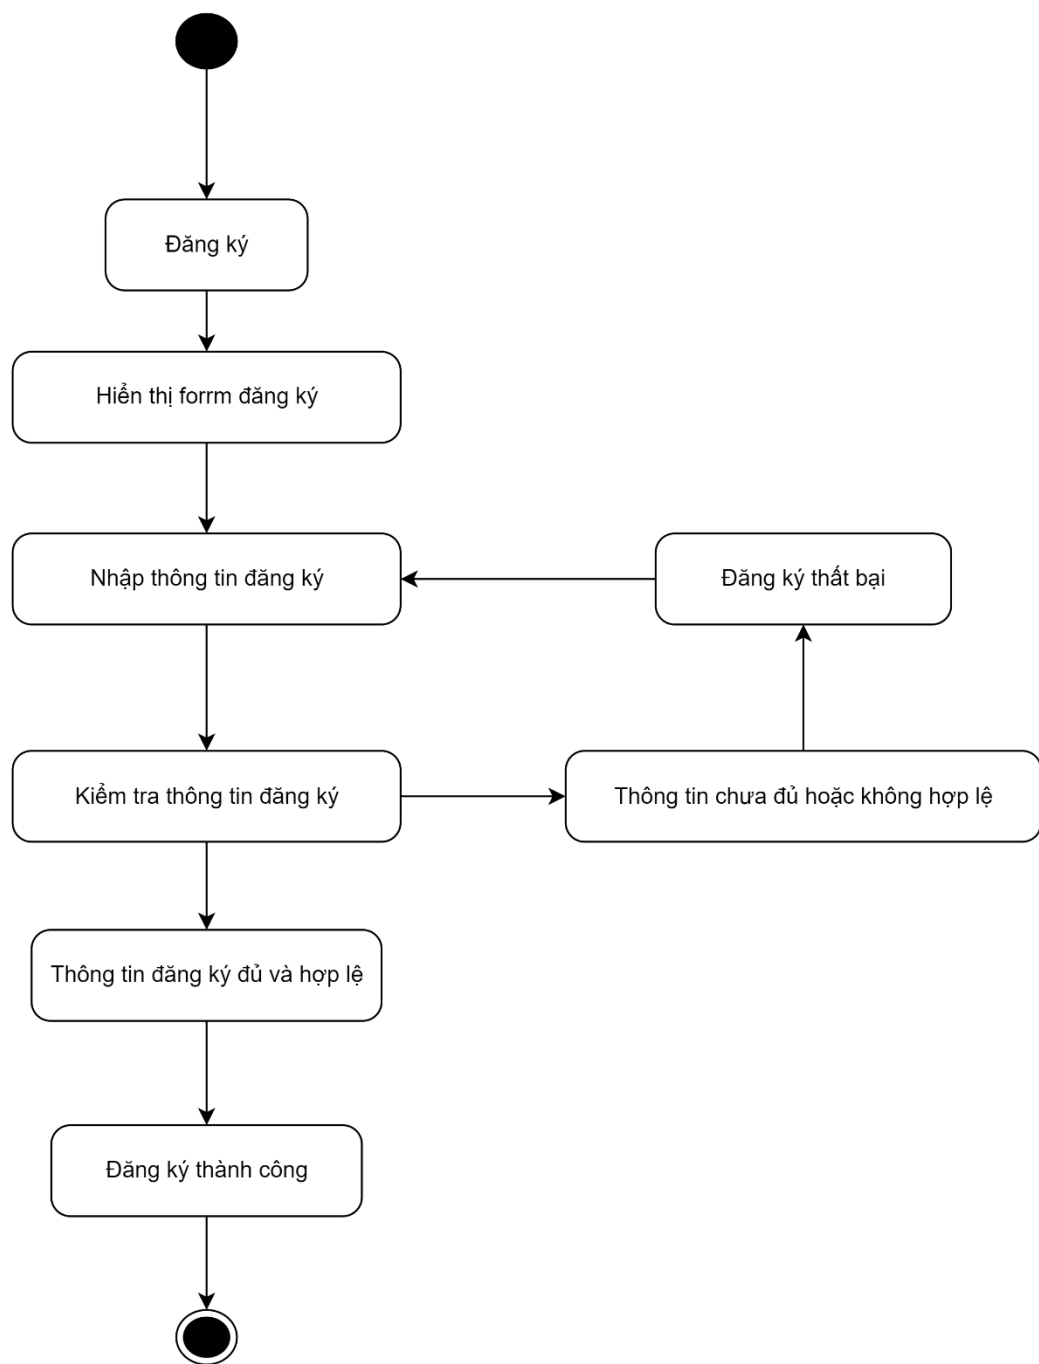 Đăng ký
Hiển thị forrm đăng ký
Nhập thông tin đăng ký
Đăng ký thất bại
Kiểm tra thông tin đăng ký
Thông tin chưa đủ hoặc không hợp lệ
Thông tin đăng ký đủ và hợp lệ
Đăng ký thành công